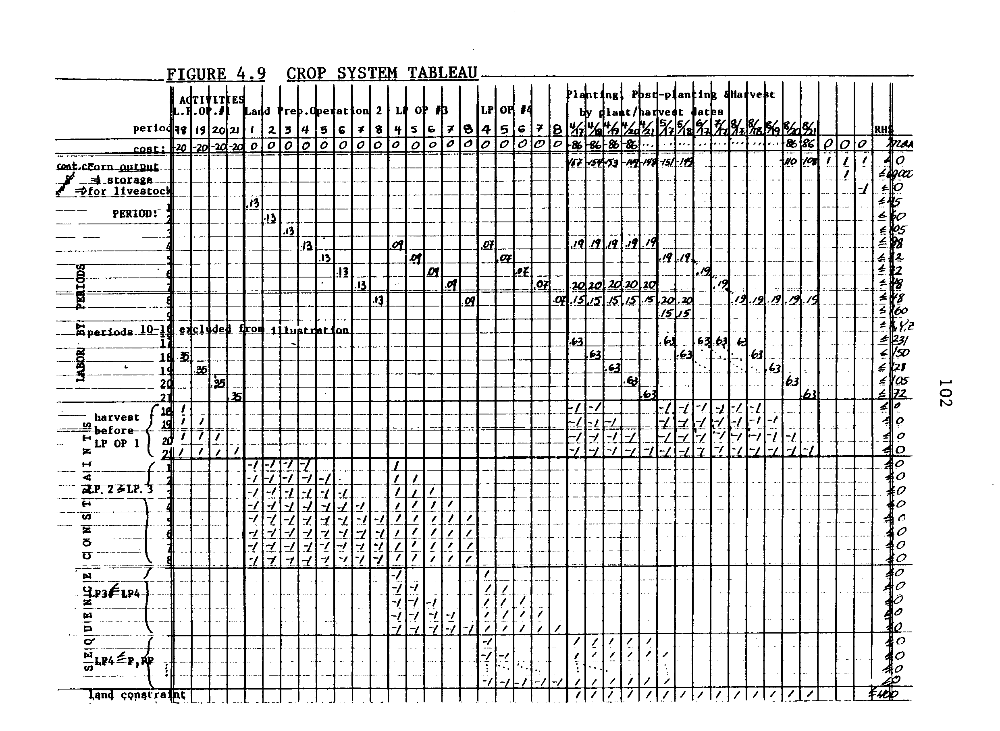 FIGURE 4.9 CROP SYSTEM TABLEAU
ACTIVITIES Planting, Post-planting &Harvest
L.P.OP.#1 Land Prep.Operation 2 LP OP #3 LP OP #4 by plant/harvest dates
period 18 19 20 21 1 2 3 4 5 6 7 8 4 5 6 7 8 4 5 6 7 8 4/17 4/18 4/19 4/20 4/21 5/17 5/18 6/17 7/17 8/17 8/18 8/19 8/20 8/21 RHS
cost: -20 -20 -20 -20 0 0 0 0 0 0 0 0 0 0 0 0 0 0 0 0 0 0 -86 -86 -86 -86 ... -86 -86 0 0 0 max
corn output -157 -154 -153 -149 -148 -151 -149 -110 -108 1 1 1 ≤ 0
⇒ storage 1
⇒ for livestock -1 ≤ 0
PERIOD:
1 .13 ≤ 45
2 .13 ≤ 60
3 .13 ≤ 105
4 .13 .09 .07 .19 .19 .19 .19 .19
5 .13 .09 .07 .19 .19
6 .13 .09 .07 .19
7 .13 .09 .07 .20 .20 .20 .20 .20 .19 ≤ 48
8 .13 .09 .07 .15 .15 .15 .15 .15 .20 .20 .19 .19 .19 .19 .19 ≤ 48
9 .15 .15 ≤ 160
periods 10-16 excluded from illustration
17 .63 .63 .63 .63 .63 ≤ 231
18 .35 .63 .63 .63 ≤ 150
19 .35 .63 .63 ≤ 128
20 .35 .63 .63 ≤ 105
21 .35 .63 .63 ≤ 72
LABOR BY PERIODS
harvest before LP OP 1
18 1 -1 -1 -1 -1 -1 -1 -1 -1 ≤ 0
19 1 1 -1 -1 -1 -1 -1 -1 -1 -1 -1 -1 ≤ 0
20 1 1 1 -1 -1 -1 -1 -1 -1 -1 -1 -1 -1 -1 -1 ≤ 0
21 1 1 1 1 -1 -1 -1 -1 -1 -1 -1 -1 -1 -1 -1 -1 -1 -1 ≤ 0
LP. 2 ≤ LP. 3
1 -1 -1 -1 -1 1 ≤ 0
2 -1 -1 -1 -1 -1 1 1 ≤ 0
3 -1 -1 -1 -1 -1 -1 1 1 1 ≤ 0
4 -1 -1 -1 -1 -1 -1 -1 1 1 1 1 ≤ 0
5 -1 -1 -1 -1 -1 -1 -1 -1 1 1 1 1 1 ≤ 0
6 -1 -1 -1 -1 -1 -1 -1 -1 1 1 1 1 1 ≤ 0
7 -1 -1 -1 -1 -1 -1 -1 -1 1 1 1 1 1 ≤ 0
8 -1 -1 -1 -1 -1 -1 -1 -1 1 1 1 1 1 ≤ 0
LP3 ≤ LP4
-1 1 ≤ 0
-1 -1 1 1 ≤ 0
-1 -1 -1 1 1 1 ≤ 0
-1 -1 -1 -1 1 1 1 1 ≤ 0
-1 -1 -1 -1 -1 1 1 1 1 1 ≤ 0
LP4 ≤ P,PP
-1 1 1 1 1 1 ≤ 0
-1 -1 1 1 1 1 1 1 ≤ 0
≤ 0
-1 -1 -1 -1 -1 1 1 1 1 1 1 ≤ 0
SEQUENCE CONSTRAINTS
land constraint 1 1 1 1 1 1 1 1 1 1 1 1 1 1 ≤ 400
102